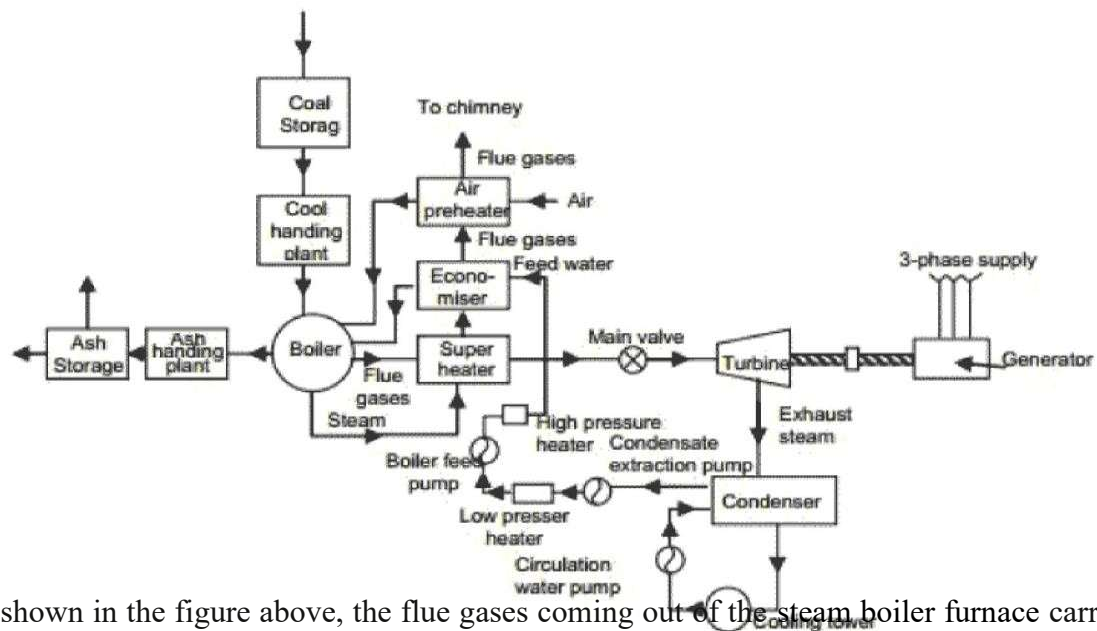 Coal
Storag
To chimney
Flue gases
Air
preheater
Air
Cool
handing
plant
Flue gases
Feed water
Econo-
miser
3-phase supply
Ash
Storage
Ash
handing
plant
Boiler
Super
heater
Main valve
Turbine
Generator
Flue
gases
Steam
Exhaust
steam
High pressure
heater
Boiler feed
pump
Condensate
extraction pump
Condenser
Low presser
heater
Circulation
water pump
Cooling tower
shown in the figure above, the flue gases coming out of the steam boiler furnace carr